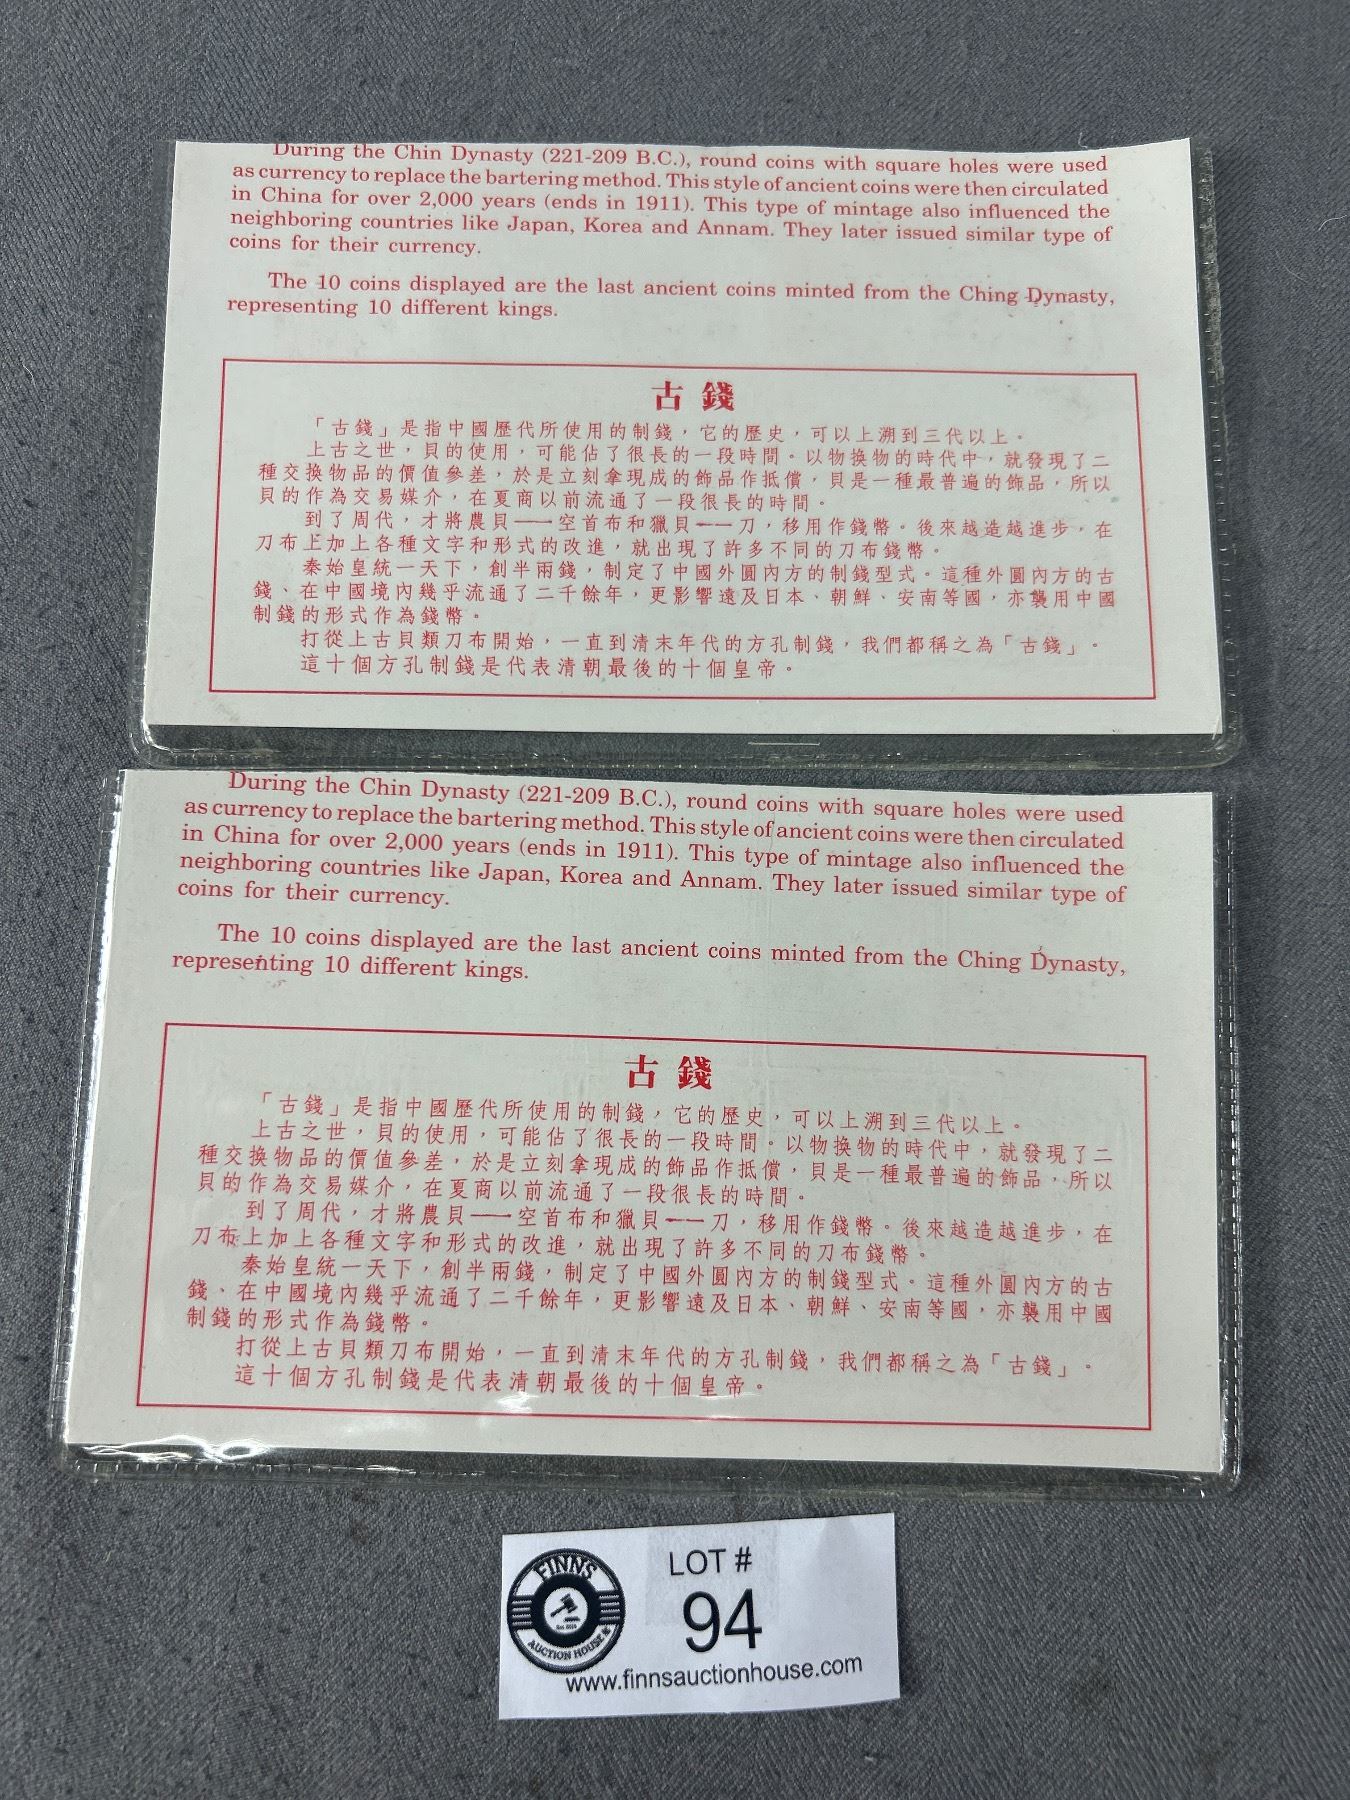 During the Chin Dynasty (221-209 B.C.), round coins with square holes were used
as currency to replace the bartering method. This style of ancient coins were then circulated
in China for over 2,000 years (ends in 1911). This type of mintage also influenced the
neighboring countries like Japan, Korea and Annam. They later issued similar type of
coins for their currency.
The 10 coins displayed are the last ancient coins minted from the Ching Dynasty,
representing 10 different kings.
古錢
「古錢」是指中國歷代所使用的制錢，它的歷史，可以上溯到三代以上。
上古之世，貝的使用，可能佔了很長的一段時間。以物換物的時代中，就發現了二
種交換物品的價值參差，於是立刻拿現成的飾品作抵償，貝是一種最普遍的飾品，所以
貝的作為交易媒介，在夏商以前流通了一段很長的時間。
到了周代，才將農貝——空首布和獵貝——刀，移用作錢幣。後來越造越進步，在
刀布上加上各種文字和形式的改進，就出現了許多不同的刀布錢幣。
秦始皇統一天下，創半兩錢，制定了中國外圓內方的制錢型式。這種外圓內方的古
錢、在中國境內幾乎流通了二千餘年，更影響遠及日本、朝鮮、安南等國，亦襲用中國
制錢的形式作為錢幣。
打從上古貝類刀布開始，一直到清末年代的方孔制錢，我們都稱之為「古錢」。
這十個方孔制錢是代表清朝最後的十個皇帝。
During the Chin Dynasty (221-209 B.C.), round coins with square holes were used
as currency to replace the bartering method. This style of ancient coins were then circulated
in China for over 2,000 years (ends in 1911). This type of mintage also influenced the
neighboring countries like Japan, Korea and Annam. They later issued similar type of
coins for their currency.
The 10 coins displayed are the last ancient coins minted from the Ching Dynasty,
representing 10 different kings.
古錢
「古錢」是指中國歷代所使用的制錢，它的歷史，可以上溯到三代以上。
上古之世，貝的使用，可能佔了很長的一段時間。以物換物的時代中，就發現了二
種交換物品的價值參差，於是立刻拿現成的飾品作抵償，貝是一種最普遍的飾品，所以
貝的作為交易媒介，在夏商以前流通了一段很長的時間。
到了周代，才將農貝——空首布和獵貝——刀，移用作錢幣。後來越造越進步，在
刀布上加上各種文字和形式的改進，就出現了許多不同的刀布錢幣。
秦始皇統一天下，創半兩錢，制定了中國外圓內方的制錢型式。這種外圓內方的古
錢、在中國境內幾乎流通了二千餘年，更影響遠及日本、朝鮮、安南等國，亦襲用中國
制錢的形式作為錢幣。
打從上古貝類刀布開始，一直到清末年代的方孔制錢，我們都稱之為「古錢」。
這十個方孔制錢是代表清朝最後的十個皇帝。
FINNS
AUCTION HOUSE
LOT #
94
www.finnsauctionhouse.com